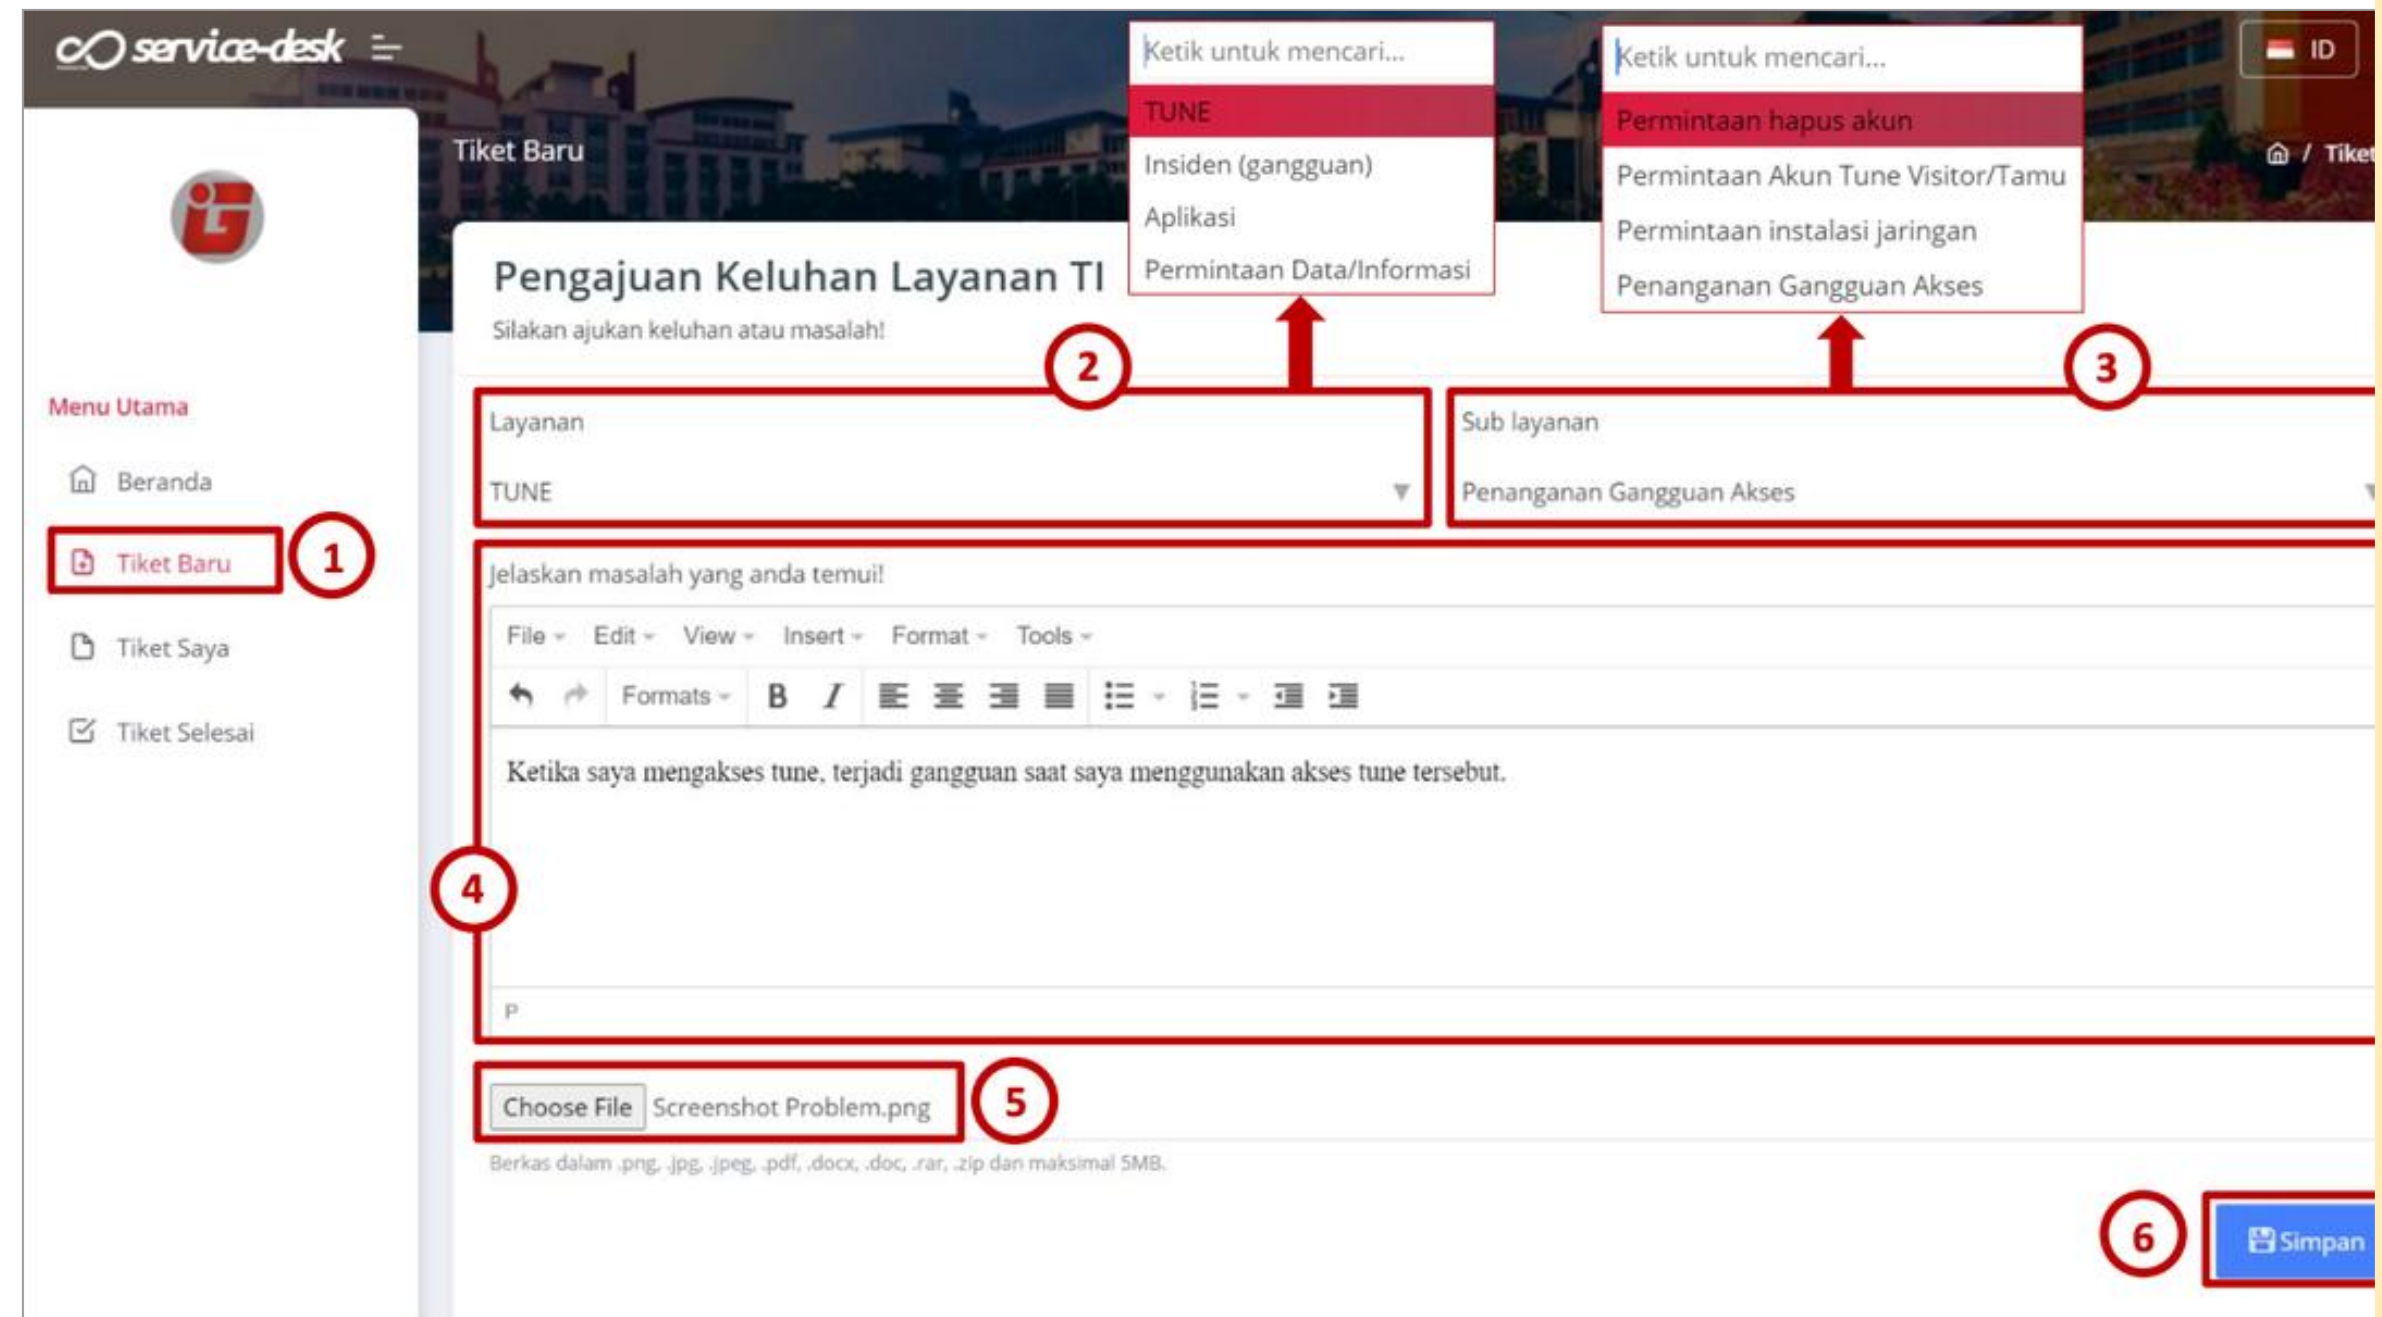 service-desk
ID
Tiket Baru
/ Tiket
Ketik untuk mencari...
TUNE
Insiden (gangguan)
Aplikasi
Permintaan Data/Informasi
Ketik untuk mencari...
Permintaan hapus akun
Permintaan Akun Tune Visitor/Tamu
Permintaan instalasi jaringan
Penanganan Gangguan Akses
Menu Utama
Beranda
Tiket Baru
1
Tiket Saya
Tiket Selesai
Pengajuan Keluhan Layanan TI
Silakan ajukan keluhan atau masalah!
2
3
Layanan
TUNE
Sub layanan
Penanganan Gangguan Akses
Jelaskan masalah yang anda temui!
File Edit View Insert Format Tools
Formats B I
Ketika saya mengakses tune, terjadi gangguan saat saya menggunakan akses tune tersebut.
4
P
Choose File Screenshot Problem.png
5
Berkas dalam .png, .jpg, .jpeg, .pdf, .docx, .doc, .rar, .zip dan maksimal 5MB.
6
Simpan